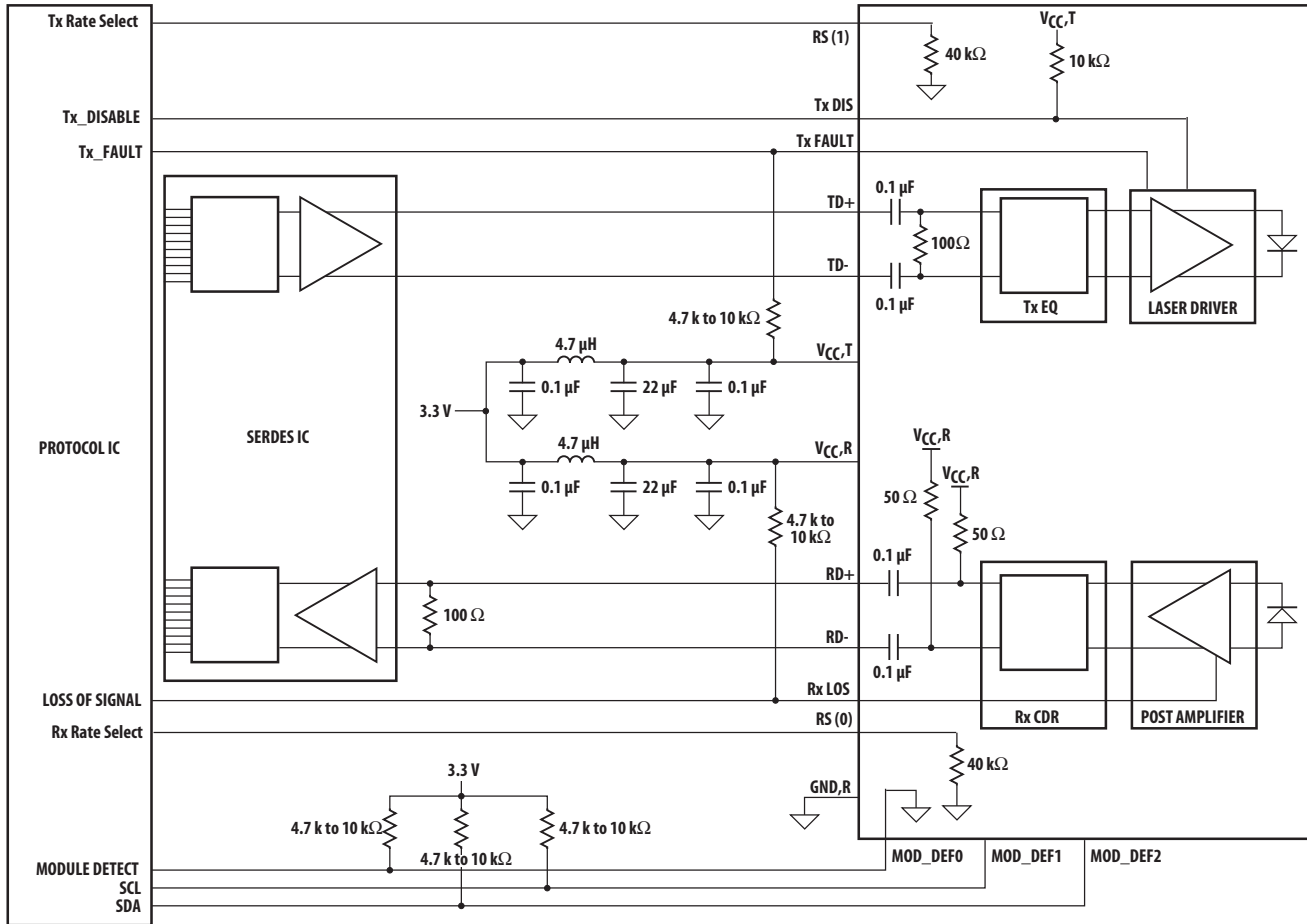 Tx Rate Select
RS (1)
40 kΩ
VCC,T
10 kΩ
Tx_DISABLE
Tx DIS
Tx_FAULT
Tx FAULT
0.1 µF
TD+
100Ω
TD-
0.1 µF
Tx EQ
LASER DRIVER
4.7 k to 10 kΩ
4.7 µH
VCC,T
0.1 µF
22 µF
0.1 µF
3.3 V
SERDES IC
PROTOCOL IC
4.7 µH
VCC,R
0.1 µF
22 µF
0.1 µF
VCC,R
VCC,R
50 Ω
50 Ω
4.7 k to
10 kΩ
0.1 µF
RD+
100 Ω
RD-
0.1 µF
LOSS OF SIGNAL
Rx LOS
Rx CDR
POST AMPLIFIER
Rx Rate Select
RS (0)
40 kΩ
3.3 V
GND,R
4.7 k to 10 kΩ
4.7 k to 10 kΩ
4.7 k to 10 kΩ
MODULE DETECT
MOD_DEF0
MOD_DEF1
MOD_DEF2
SCL
SDA